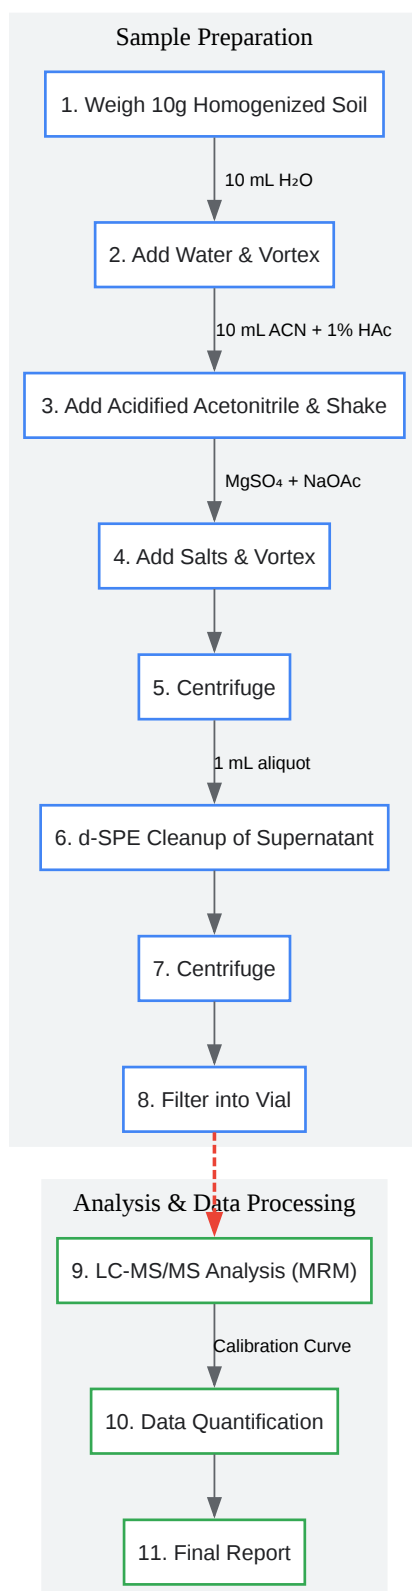 Sample Preparation
1. Weigh 10g Homogenized Soil
10 mL H₂O
2. Add Water & Vortex
10 mL ACN + 1% HAc
3. Add Acidified Acetonitrile & Shake
MgSO₄ + NaOAc
4. Add Salts & Vortex
5. Centrifuge
1 mL aliquot
6. d-SPE Cleanup of Supernatant
7. Centrifuge
8. Filter into Vial
Analysis & Data Processing
9. LC-MS/MS Analysis (MRM)
Calibration Curve
10. Data Quantification
11. Final Report